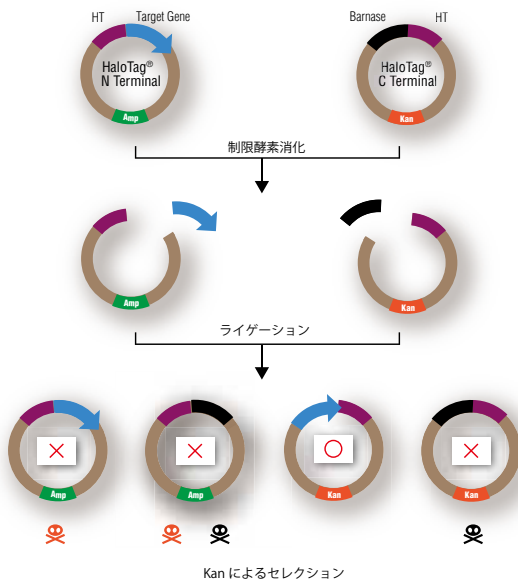 HT Target Gene
Barnase HT
HaloTag®
N Terminal
HaloTag®
C Terminal
Amp
Kan
制限酵素消化
Amp
Kan
ライゲーション
×
×
○
×
Amp
Amp
Kan
Kan
Kan によるセレクション